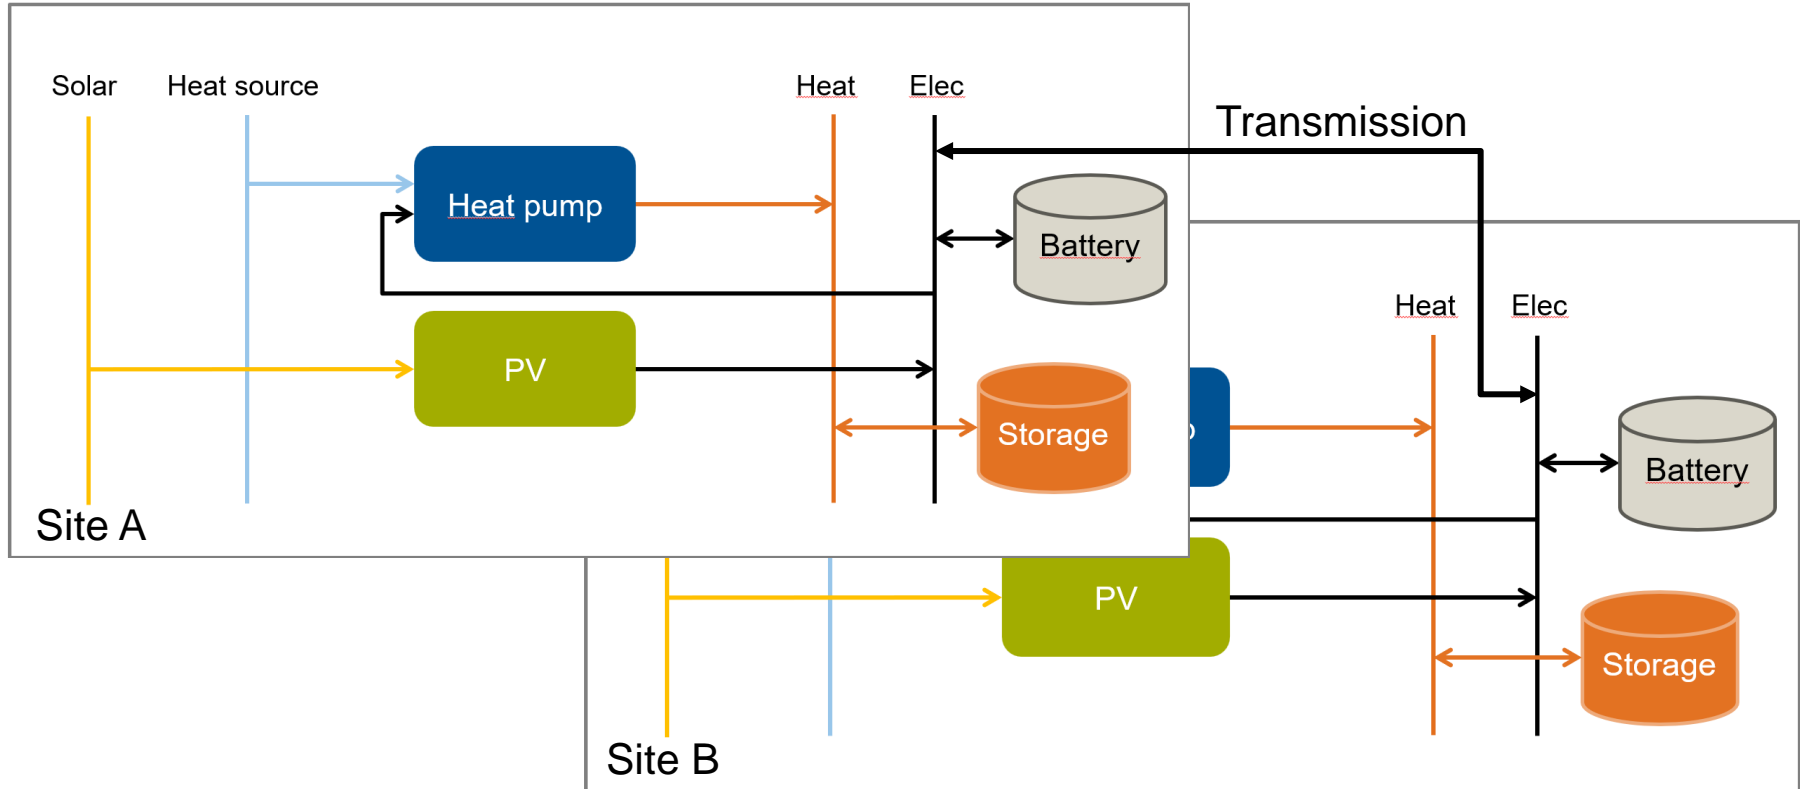 Solar
Heat source
Heat
Elec
Transmission
Heat pump
Battery
PV
Storage
Site A
Heat
Elec
Battery
PV
Storage
Site B